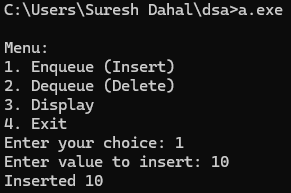 C:\Users\Suresh Dahal\dsa>a.exe
Menu:
1. Enqueue (Insert)
2. Dequeue (Delete)
3. Display
4. Exit
Enter your choice: 1
Enter value to insert: 10
Inserted 10